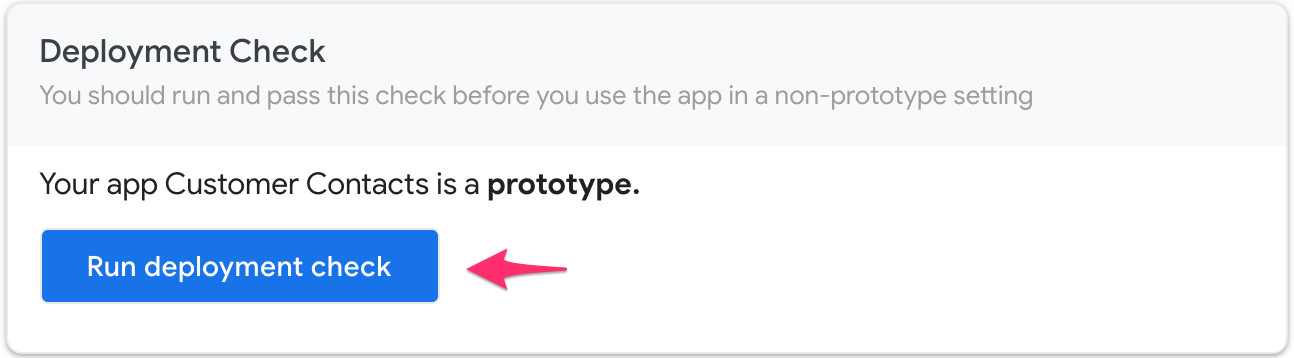 Deployment Check
You should run and pass this check before you use the app in a non-prototype setting
Your app Customer Contacts is a prototype.
Run deployment check